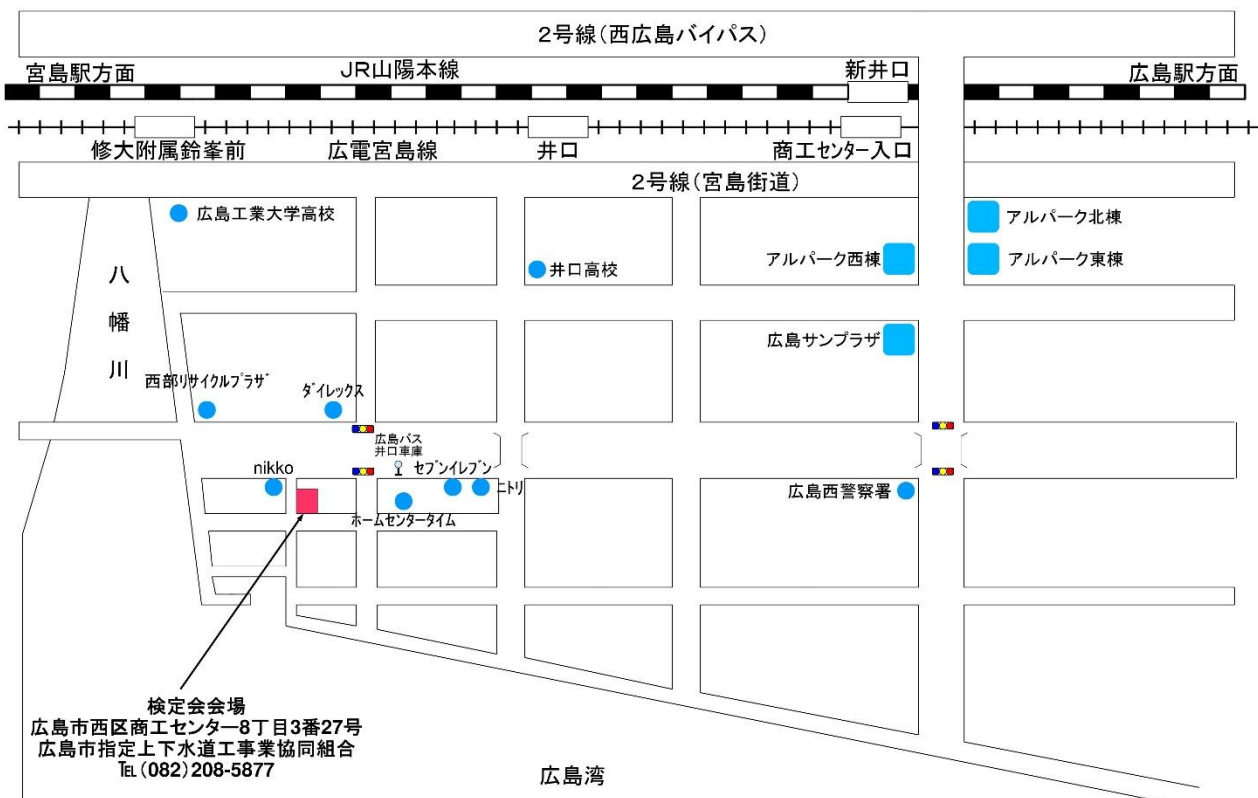 2号線(西広島バイパス)
宮島駅方面
JR山陽本線
新井口
広島駅方面
修大附属鈴峯前
広電宮島線
井口
商工センター入口
2号線(宮島街道)
広島工業大学高校
アルパーク北棟
井口高校
アルパーク西棟
アルパーク東棟
八幡川
広島サンプラザ
西部リサイクルプラザ
ダイレックス
広島バス
井口車庫
nikko
セブンイレブン
ニトリ
広島西警察署
ホームセンタータイム
検定会会場
広島市西区商工センター8丁目3番27号
広島市指定上下水道工事業協同組合
℡(082)208-5877
広島湾